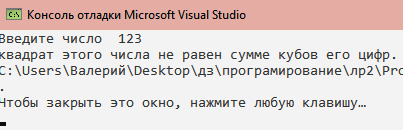 Консоль отладки Microsoft Visual Studio
Введите число  123
квадрат этого числа не равен сумме кубов его цифр.
C:\Users\Валерий\Desktop\дз\програмирование\лр2\Pro
.
Чтобы закрыть это окно, нажмите любую клавишу…